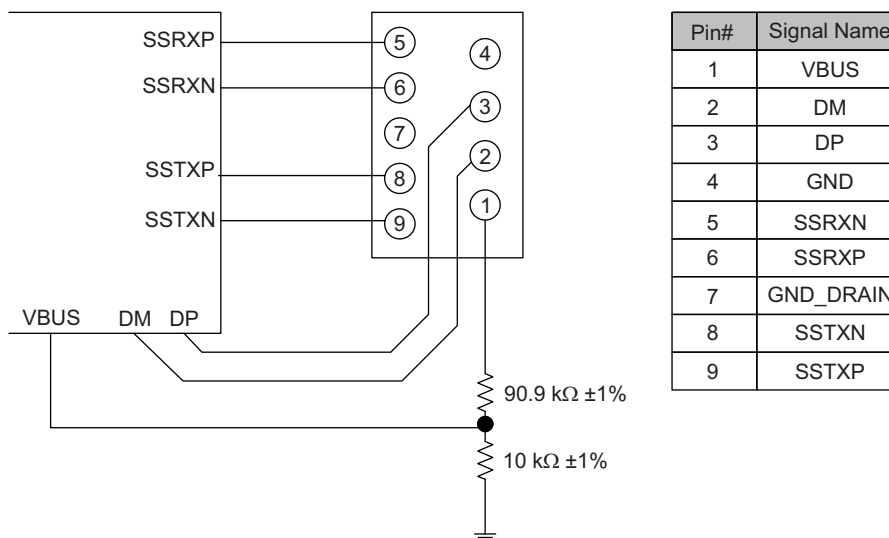 SSRXP
SSRXN
SSTXP
SSTXN
VBUS DM DP
5
4
6
3
7
2
8
1
9
90.9 kΩ ±1%
10 kΩ ±1%
Pin# Signal Name
1 VBUS
2 DM
3 DP
4 GND
5 SSRXN
6 SSRXP
7 GND_DRAIN
8 SSTXN
9 SSTXP